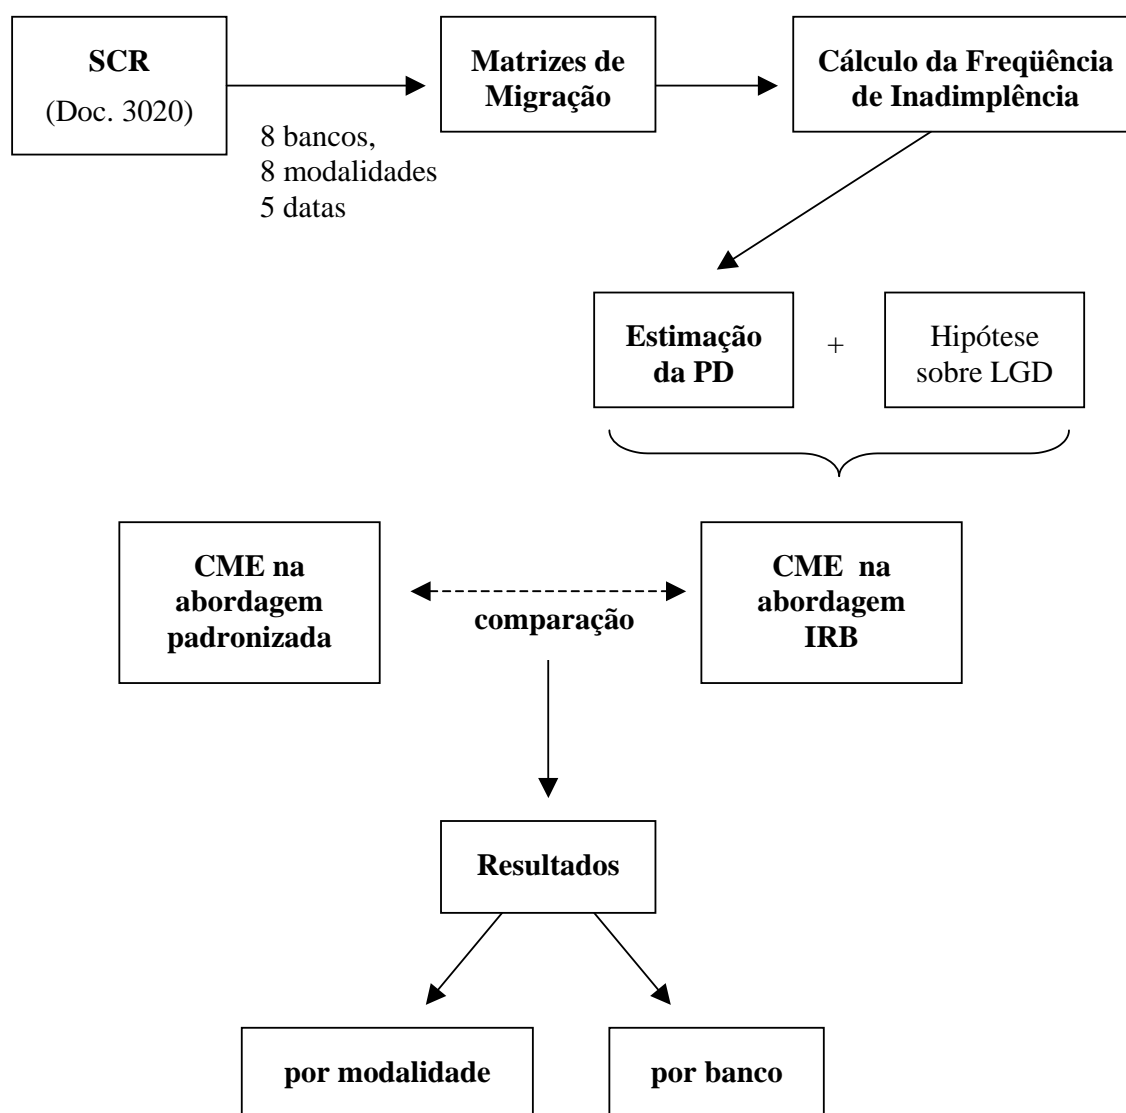 SCR
(Doc. 3020)
8 bancos,
8 modalidades
5 datas
Matrizes de
Migração
Cálculo da Freqüência
de Inadimplência
Estimação
da PD
+
Hipótese
sobre LGD
CME na
abordagem
padronizada
comparação
CME na
abordagem
IRB
Resultados
por modalidade
por banco